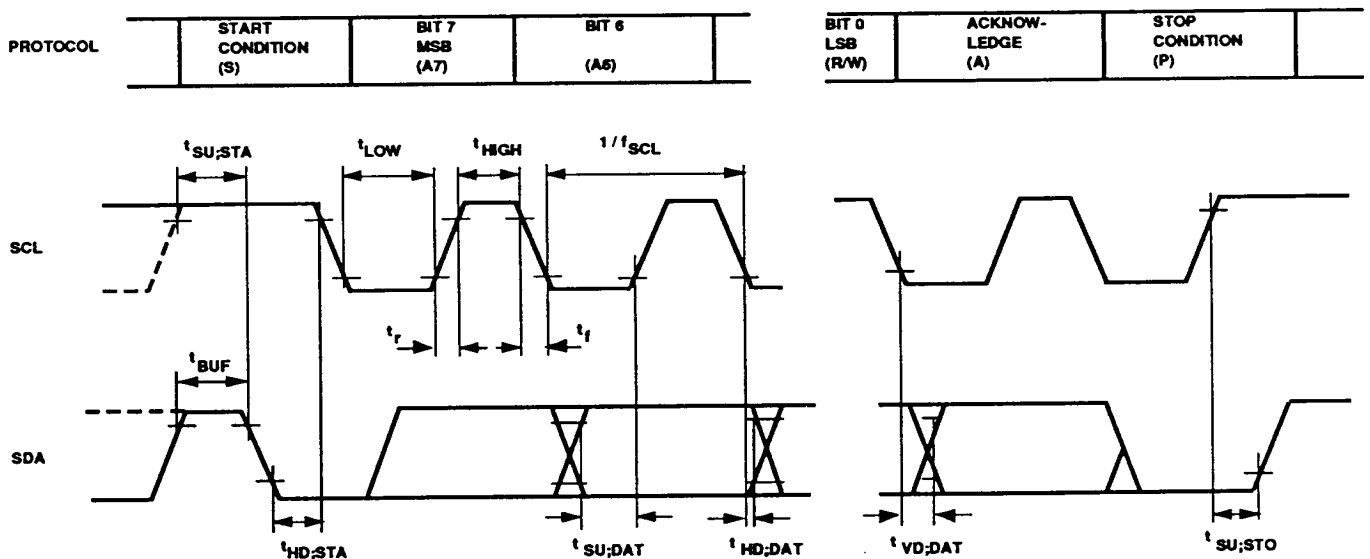 PROTOCOL
START
CONDITION
(S)
BIT 7
MSB
(A7)
BIT 6
(A6)
BIT 0
LSB
(R/W)
ACKNOW-
LEDGE
(A)
STOP
CONDITION
(P)
tSU;STA
tLOW
tHIGH
1 / fSCL
SCL
tr
tf
tBUF
SDA
tHD;STA
tSU;DAT
tHD;DAT
tVD;DAT
tSU;STO